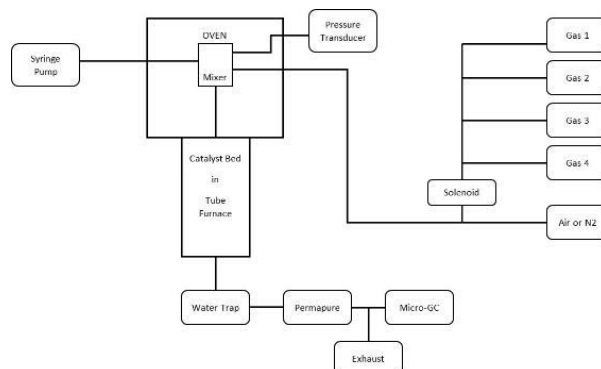 Syringe
Pump
OVEN
Mixer
Pressure
Transducer
Gas 1
Gas 2
Gas 3
Gas 4
Solenoid
Air or N2
Catalyst Bed
in
Tube
Furnace
Water Trap
Permapure
Micro-GC
Exhaust